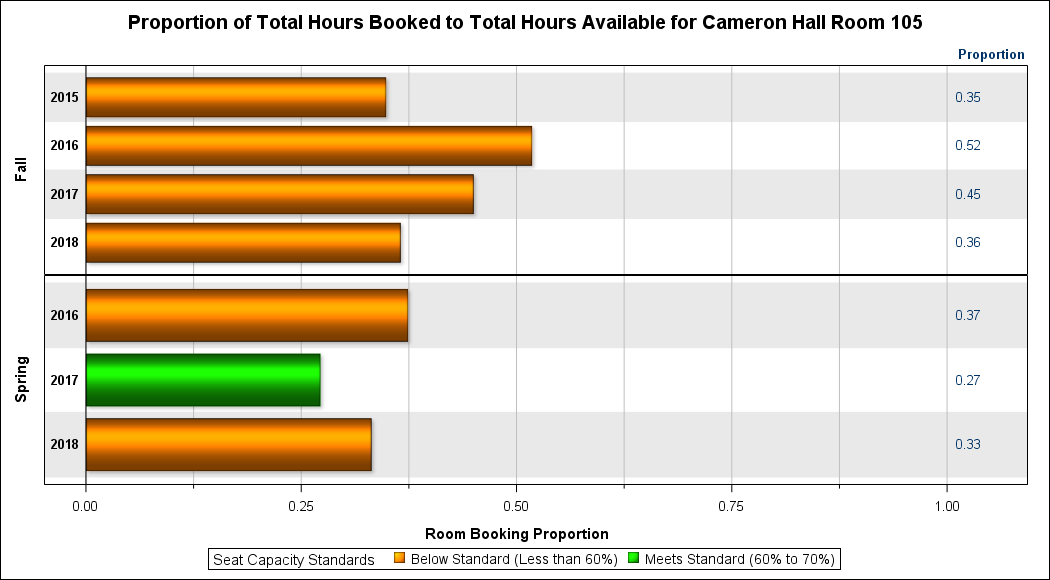 Proportion of Total Hours Booked to Total Hours Available for Cameron Hall Room 105
Proportion
Fall
2015 0.35
2016 0.52
2017 0.45
2018 0.36
Spring
2016 0.37
2017 0.27
2018 0.33
0.00 0.25 0.50 0.75 1.00
Room Booking Proportion
Seat Capacity Standards Below Standard (Less than 60%) Meets Standard (60% to 70%)